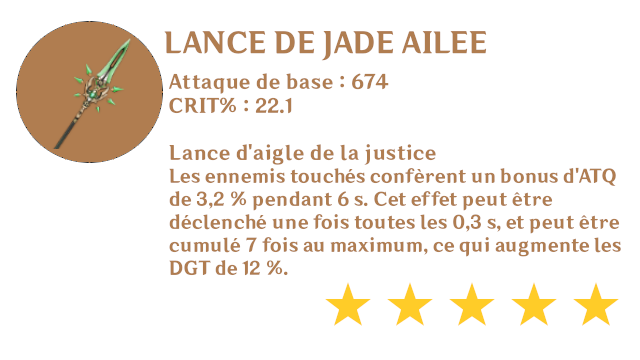 LANCE DE JADE AILEE
Attaque de base : 674
CRIT% : 22.1
Lance d'aigle de la justice
Les ennemis touchés confèrent un bonus d'ATQ
de 3,2 % pendant 6 s. Cet effet peut être
déclenché une fois toutes les 0,3 s, et peut être
cumulé 7 fois au maximum, ce qui augmente les
DGT de 12 %.